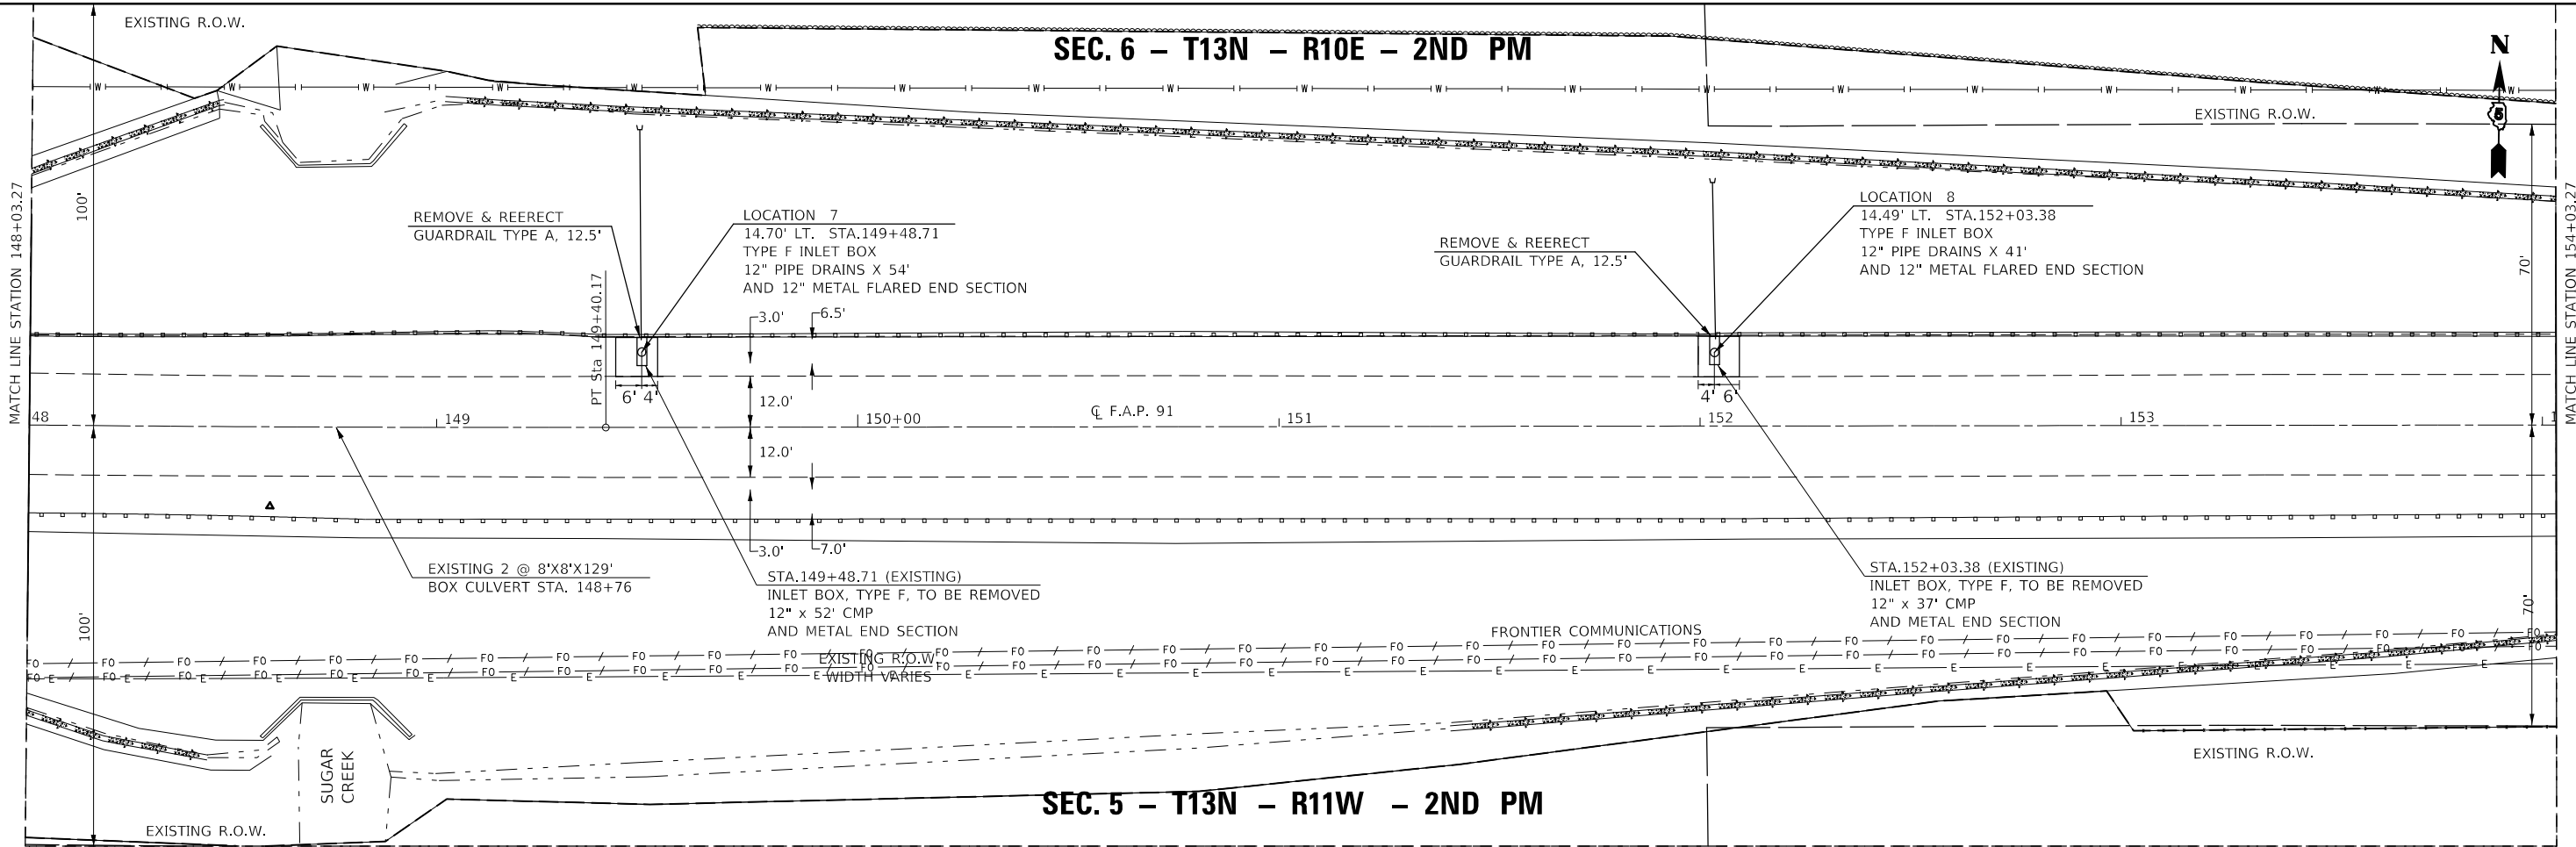 EXISTING R.O.W.
SEC. 6 – T13N – R10E – 2ND PM
N
5
W W W W W W W W W W W W W W W W W W W
EXISTING R.O.W.
MATCH LINE STATION 148+03.27
100'
REMOVE & REERECT
GUARDRAIL TYPE A, 12.5'
LOCATION 7
14.70' LT. STA.149+48.71
TYPE F INLET BOX
12" PIPE DRAINS X 54'
AND 12" METAL FLARED END SECTION
REMOVE & REERECT
GUARDRAIL TYPE A, 12.5'
LOCATION 8
14.49' LT. STA.152+03.38
TYPE F INLET BOX
12" PIPE DRAINS X 41'
AND 12" METAL FLARED END SECTION
70'
MATCH LINE STATION 154+03.27
PT Sta 149+40.17
3.0'
6.5'
6' 4'
4' 6'
12.0'
48
149
150+00
℄ F.A.P. 91
151
152
153
1
12.0'
3.0'
7.0'
EXISTING 2 @ 8'X8'X129'
BOX CULVERT STA. 148+76
STA.149+48.71 (EXISTING)
INLET BOX, TYPE F, TO BE REMOVED
12" x 52' CMP
AND METAL END SECTION
STA.152+03.38 (EXISTING)
INLET BOX, TYPE F, TO BE REMOVED
12" x 37' CMP
AND METAL END SECTION
100'
70'
FRONTIER COMMUNICATIONS
EXISTING R.O.W.
WIDTH VARIES
SUGAR
CREEK
EXISTING R.O.W.
EXISTING R.O.W.
SEC. 5 – T13N – R11W – 2ND PM